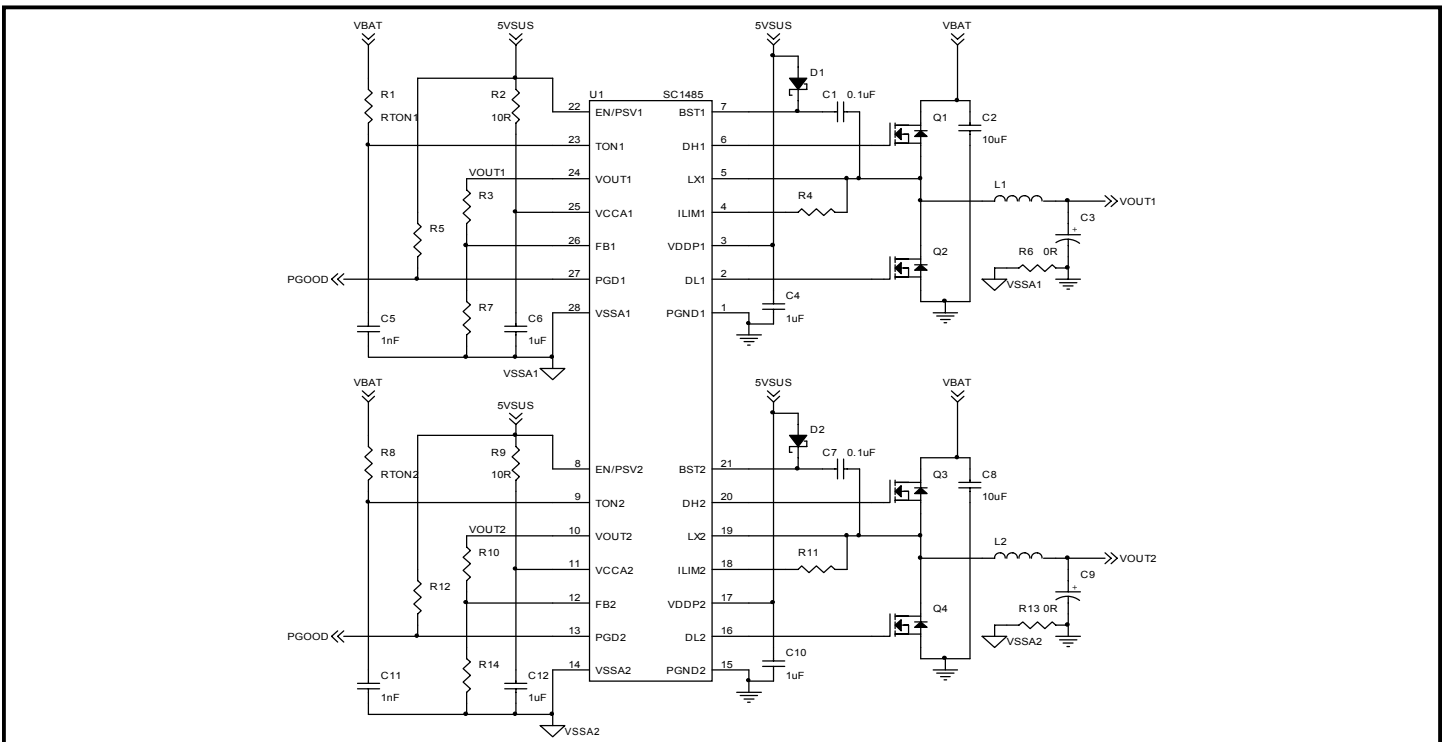 VBAT 5VSUS 5VSUS VBAT
D1
R1 R2 U1 SC1485 C1 0.1uF
RTON1 10R 22 EN/PSV1 BST1 7 Q1 C2
10uF
23 TON1 DH1 6
VOUT1 24 VOUT1 LX1 5
R3 R4 L1
25 VCCA1 ILIM1 4 VOUT1
C3
R5 26 FB1 VDDP1 3
Q2 R6 0R
PGOOD 27 PGD1 DL1 2 VSSA1
C4
R7 28 VSSA1 PGND1 1
C5 C6 1uF
1nF 1uF
VSSA1
VBAT 5VSUS 5VSUS VBAT
D2
R8 R9 C7 0.1uF
RTON2 10R 8 EN/PSV2 BST2 21 Q3 C8
10uF
9 TON2 DH2 20
VOUT2 10 VOUT2 LX2 19
R10 R11 L2
11 VCCA2 ILIM2 18 VOUT2
C9
R12 12 FB2 VDDP2 17
Q4 R13 0R
PGOOD 13 PGD2 DL2 16 VSSA2
C10
R14 14 VSSA2 PGND2 15
C11 C12 1uF
1nF 1uF
VSSA2